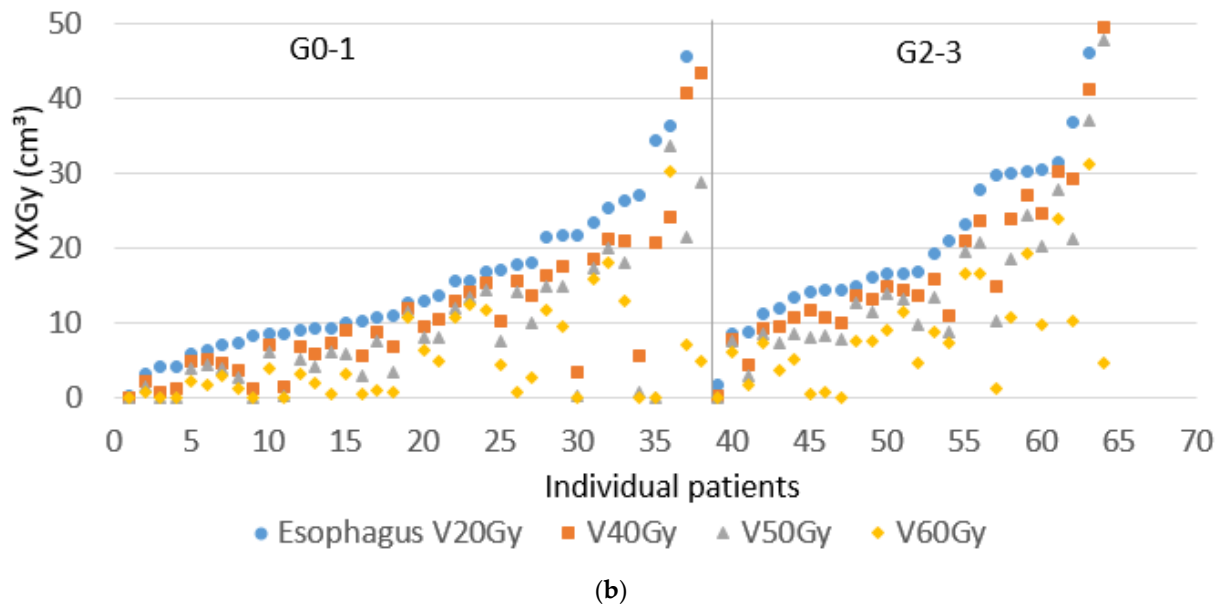 50
40
30
20
10
0
VXGy (cm³)
G0-1
G2-3
0 5 10 15 20 25 30 35 40 45 50 55 60 65 70
Individual patients
Esophagus V20Gy V40Gy V50Gy V60Gy
(b)